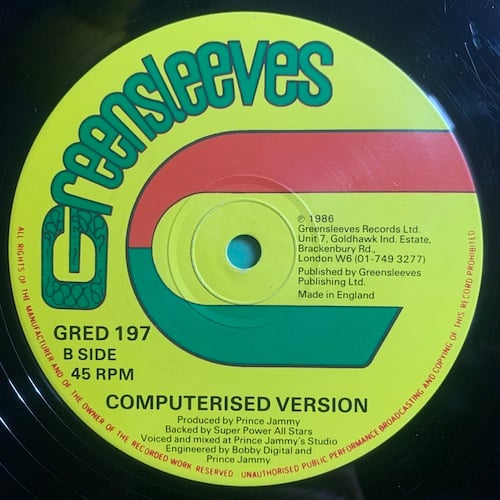 Greensleeves
℗ 1986
Greensleeves Records Ltd.
Unit 7, Goldhawk Ind. Estate,
Brackenbury Rd.,
London W6 (01-749 3277)
Published by Greensleeves
Publishing Ltd.
Made in England
GRED 197
B SIDE
45 RPM
COMPUTERISED VERSION
Produced by Prince Jammy
Backed by Super Power All Stars
Voiced and mixed at Prince Jammy's Studio
Engineered by Bobby Digital and
Prince Jammy
ALL RIGHTS OF THE MANUFACTURER AND OF THE OWNER OF THE RECORDED WORK RESERVED UNAUTHORISED PUBLIC PERFORMANCE BROADCASTING AND COPYING OF THIS RECORD PROHIBITED